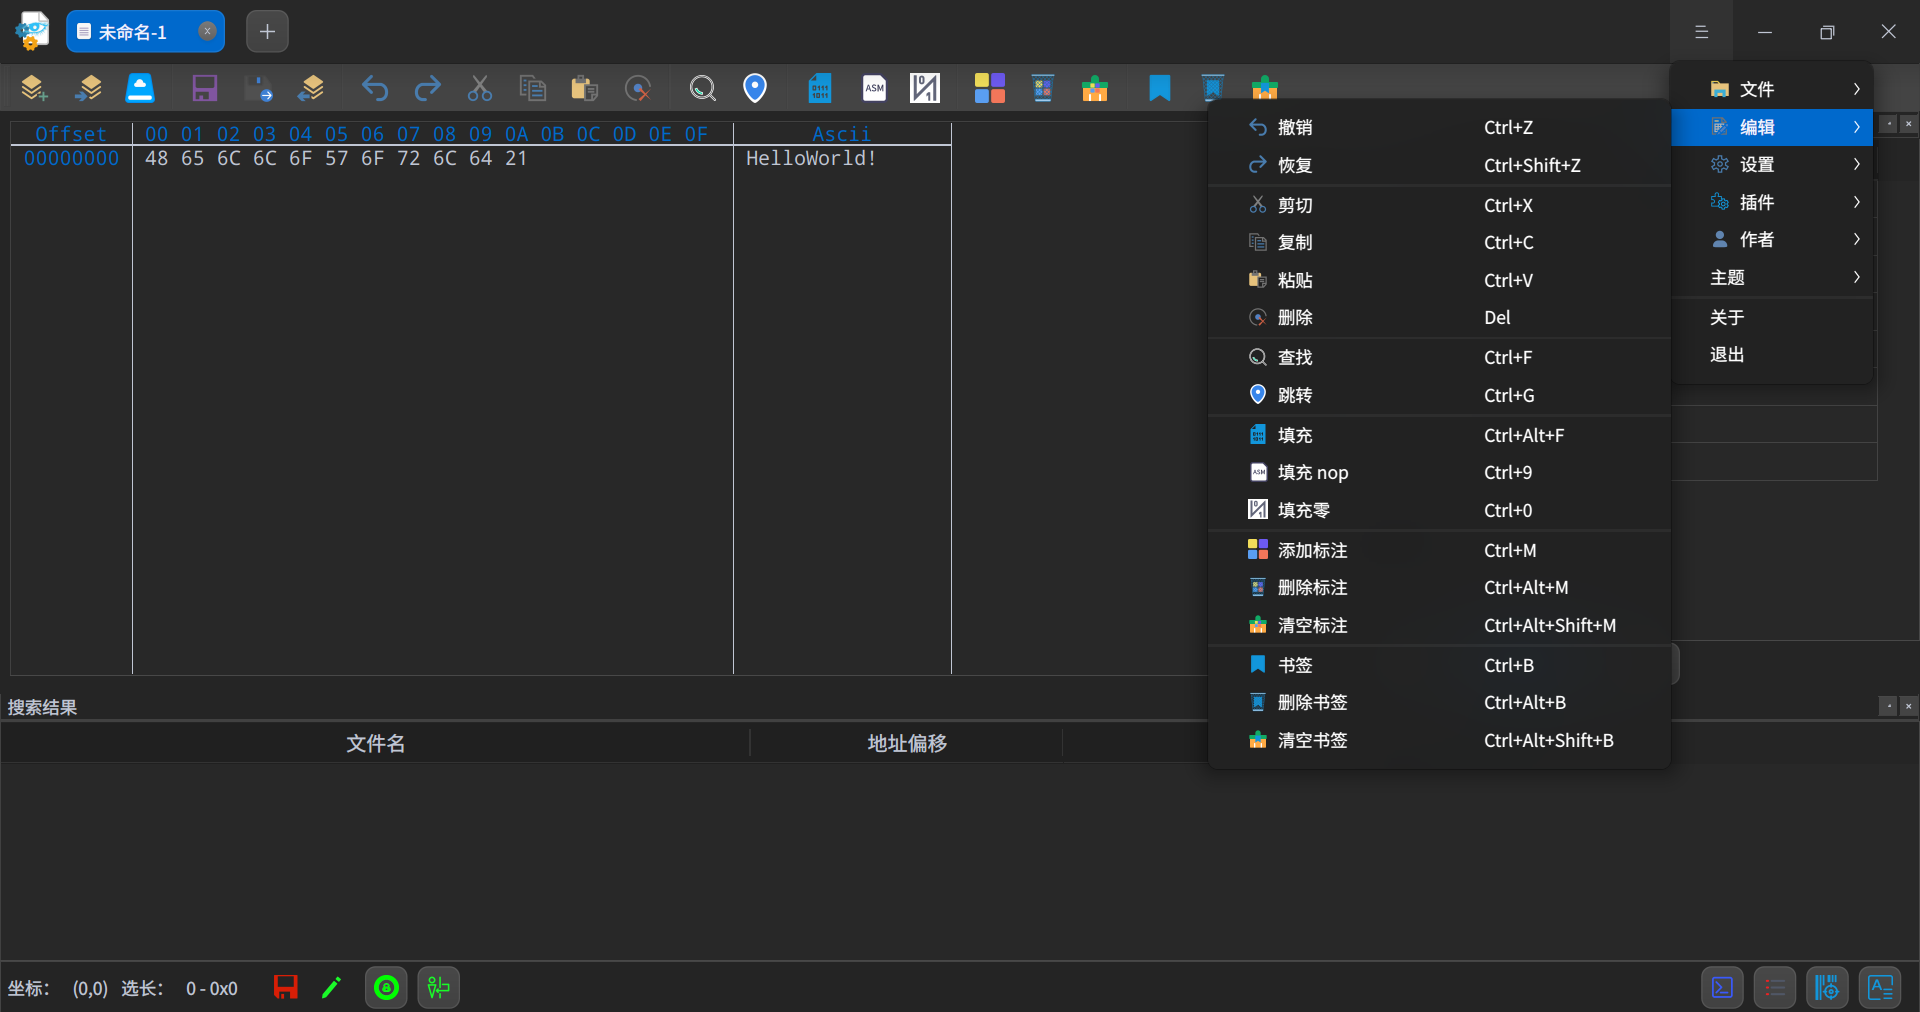 未命名-1
Offset 00 01 02 03 04 05 06 07 08 09 0A 0B 0C 0D 0E 0F Ascii
00000000 48 65 6C 6C 6F 57 6F 72 6C 64 21 HelloWorld!
文件
编辑
设置
插件
作者
主题
关于
退出
撤销 Ctrl+Z
恢复 Ctrl+Shift+Z
剪切 Ctrl+X
复制 Ctrl+C
粘贴 Ctrl+V
删除 Del
查找 Ctrl+F
跳转 Ctrl+G
填充 Ctrl+Alt+F
填充 nop Ctrl+9
填充零 Ctrl+0
添加标注 Ctrl+M
删除标注 Ctrl+Alt+M
清空标注 Ctrl+Alt+Shift+M
书签 Ctrl+B
删除书签 Ctrl+Alt+B
清空书签 Ctrl+Alt+Shift+B
搜索结果
文件名 地址偏移
坐标： (0,0) 选长： 0 - 0x0